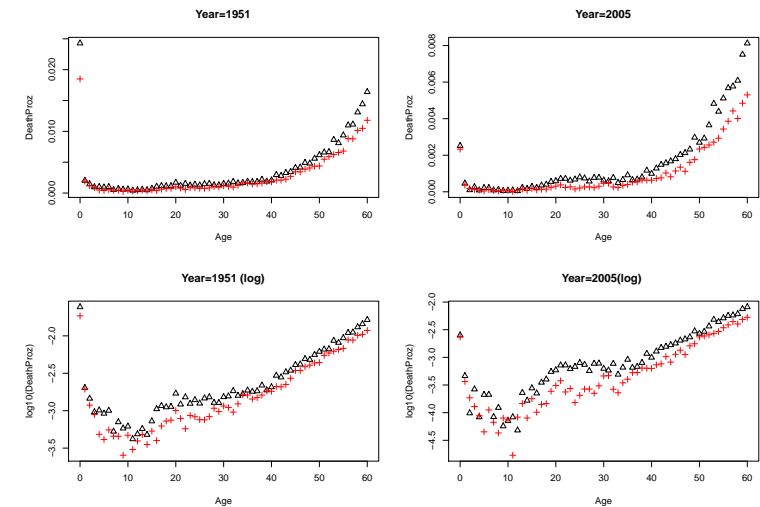 Year=1951
DeathProz
0.000
0.010
0.020
0 10 20 30 40 50 60
Age
Year=2005
DeathProz
0.000
0.002
0.004
0.006
0.008
0 10 20 30 40 50 60
Age
Year=1951 (log)
log10(DeathProz)
−3.5
−3.0
−2.5
−2.0
0 10 20 30 40 50 60
Age
Year=2005(log)
log10(DeathProz)
−4.5
−4.0
−3.5
−3.0
−2.5
−2.0
0 10 20 30 40 50 60
Age